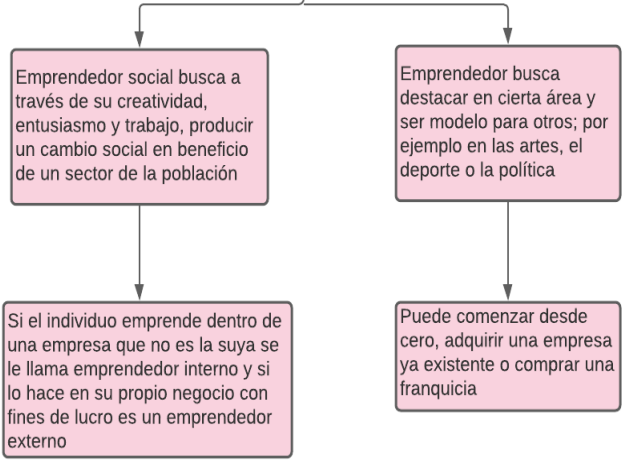 Emprendedor social busca a
través de su creatividad,
entusiasmo y trabajo, producir
un cambio social en beneficio
de un sector de la población
Emprendedor busca
destacar en cierta área y
ser modelo para otros; por
ejemplo en las artes, el
deporte o la política
Si el individuo emprende dentro de
una empresa que no es la suya se
le llama emprendedor interno y si
lo hace en su propio negocio con
fines de lucro es un emprendedor
externo
Puede comenzar desde
cero, adquirir una empresa
ya existente o comprar una
franquicia